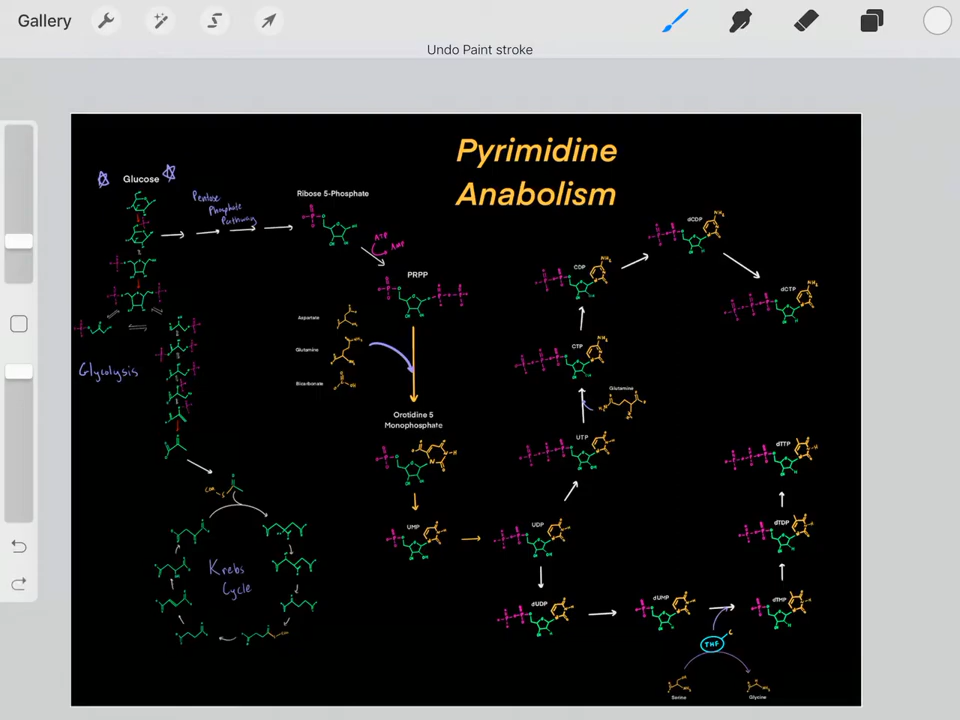 Gallery
Undo Paint stroke
Pyrimidine
Anabolism
Glucose
Pentose
Phosphate
Pathway
Ribose 5-Phosphate
ATP
AMP
PRPP
Aspartate
Glutamine
Bicarbonate
Glycolysis
Orotidine 5
Monophosphate
UMP
UDP
UTP
Glutamine
CTP
CDP
dCDP
dCTP
dUDP
dUMP
dTMP
dTDP
dTTP
THF
C
Serine
Glycine
CoA
S
Krebs
Cycle